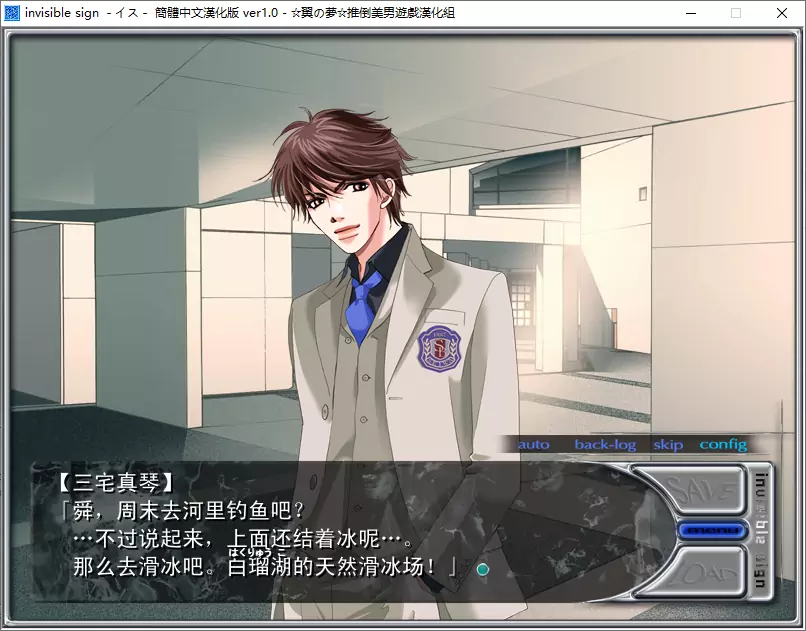 invisible sign - イス - 簡體中文漢化版 ver1.0 - ☆翼の夢☆推倒美男遊戲漢化組
auto back-log skip config
【三宅真琴】
「舜，周末去河里钓鱼吧？
…不过说起来，上面还结着冰呢…。
はくりゅうこ
那么去滑冰吧。白瑠湖的天然滑冰场！」
SAVE
menu
LOAD
invisible sign